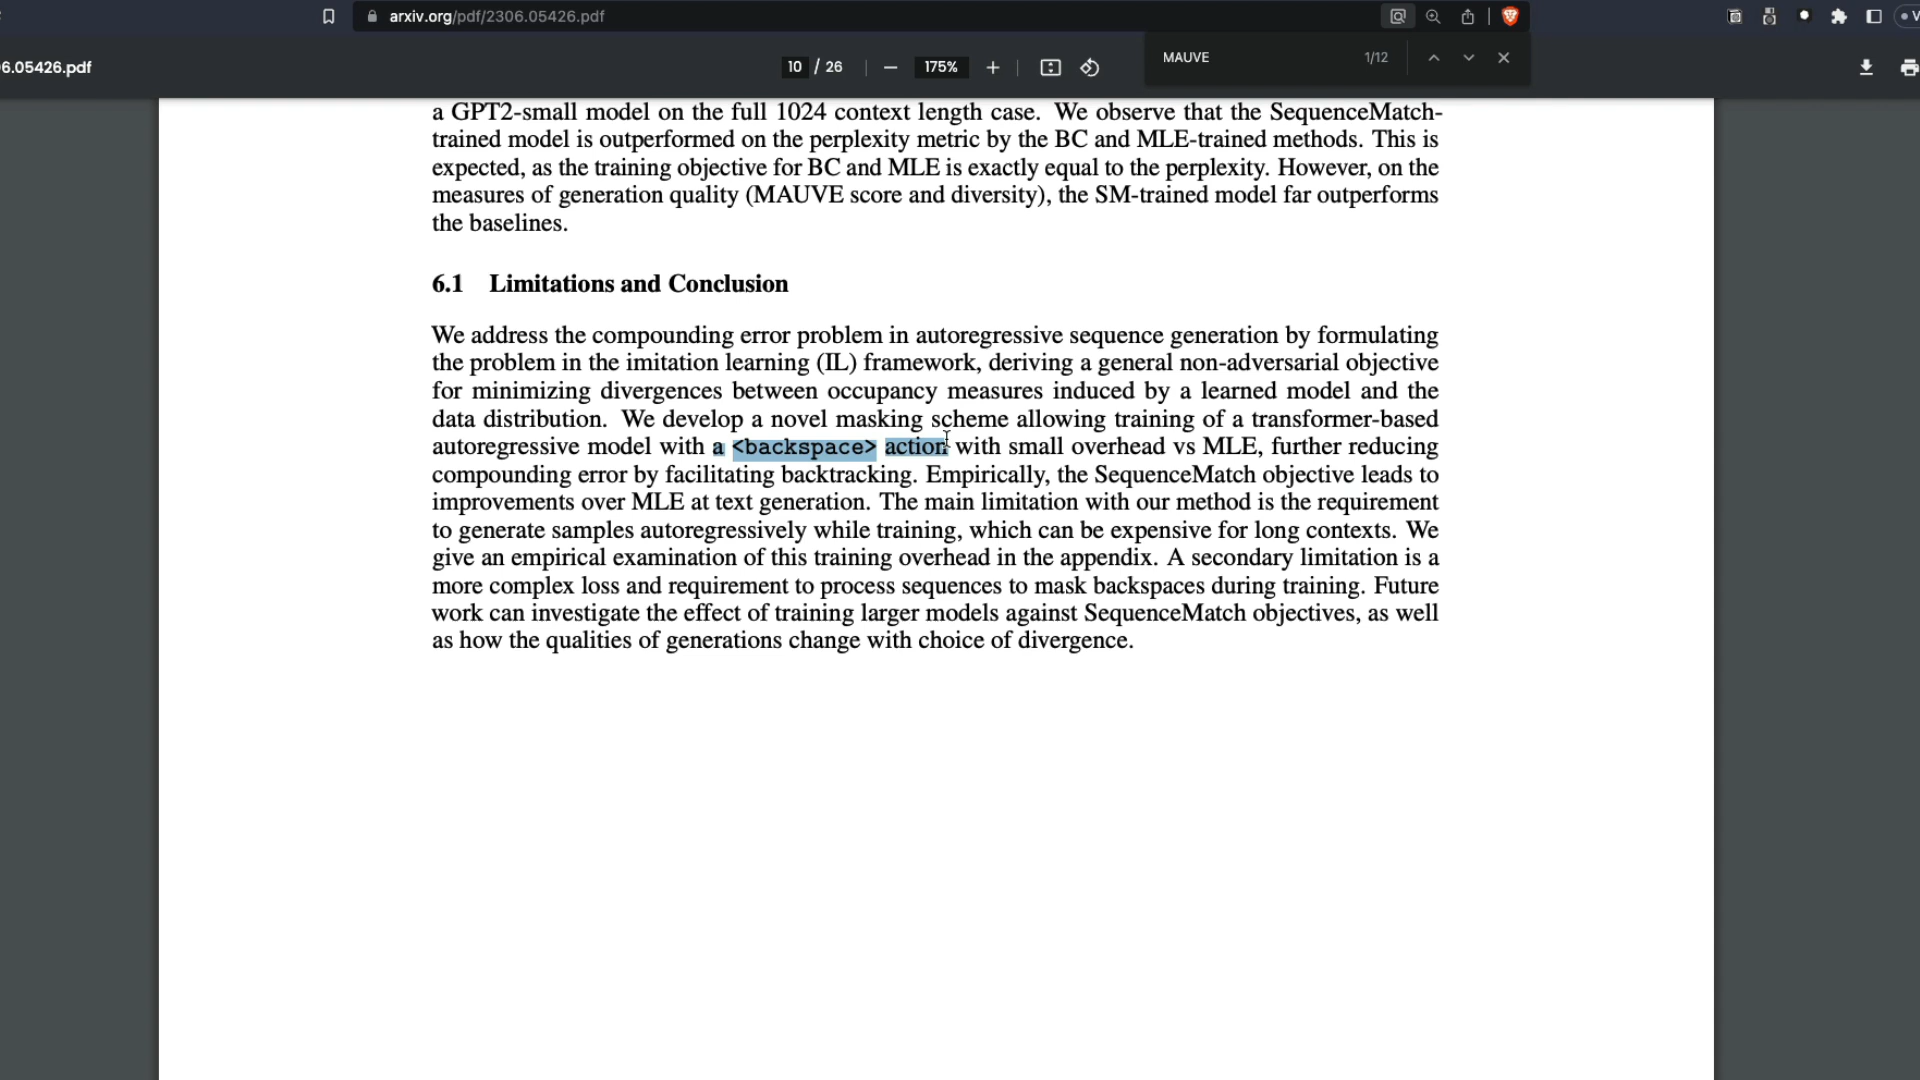 arxiv.org/pdf/2306.05426.pdf
6.05426.pdf
10 / 26
175%
MAUVE
1/12
a GPT2-small model on the full 1024 context length case. We observe that the SequenceMatch-
trained model is outperformed on the perplexity metric by the BC and MLE-trained methods. This is
expected, as the training objective for BC and MLE is exactly equal to the perplexity. However, on the
measures of generation quality (MAUVE score and diversity), the SM-trained model far outperforms
the baselines.
6.1 Limitations and Conclusion
We address the compounding error problem in autoregressive sequence generation by formulating
the problem in the imitation learning (IL) framework, deriving a general non-adversarial objective
for minimizing divergences between occupancy measures induced by a learned model and the
data distribution. We develop a novel masking scheme allowing training of a transformer-based
autoregressive model with a <backspace> action with small overhead vs MLE, further reducing
compounding error by facilitating backtracking. Empirically, the SequenceMatch objective leads to
improvements over MLE at text generation. The main limitation with our method is the requirement
to generate samples autoregressively while training, which can be expensive for long contexts. We
give an empirical examination of this training overhead in the appendix. A secondary limitation is a
more complex loss and requirement to process sequences to mask backspaces during training. Future
work can investigate the effect of training larger models against SequenceMatch objectives, as well
as how the qualities of generations change with choice of divergence.